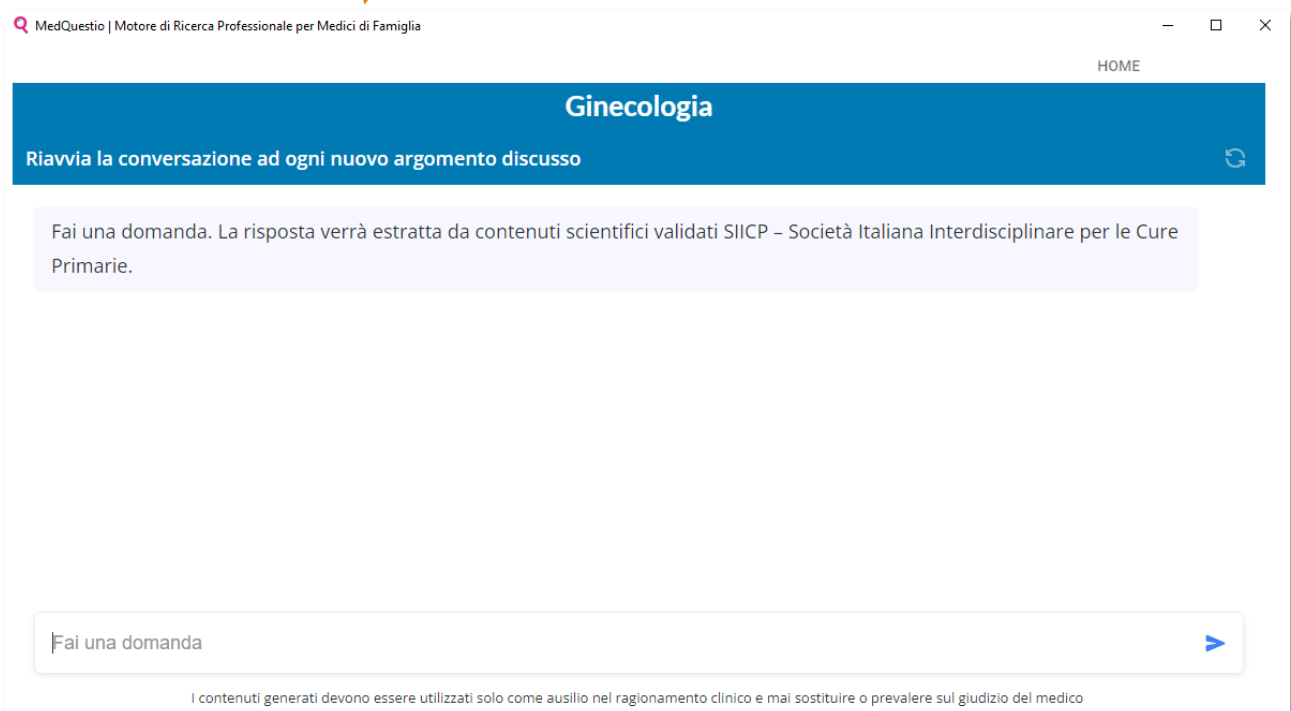 MedQuestio | Motore di Ricerca Professionale per Medici di Famiglia
HOME
Ginecologia
Riavvia la conversazione ad ogni nuovo argomento discusso
Fai una domanda. La risposta verrà estratta da contenuti scientifici validati SIICP – Società Italiana Interdisciplinare per le Cure
Primarie.
Fai una domanda
I contenuti generati devono essere utilizzati solo come ausilio nel ragionamento clinico e mai sostituire o prevalere sul giudizio del medico